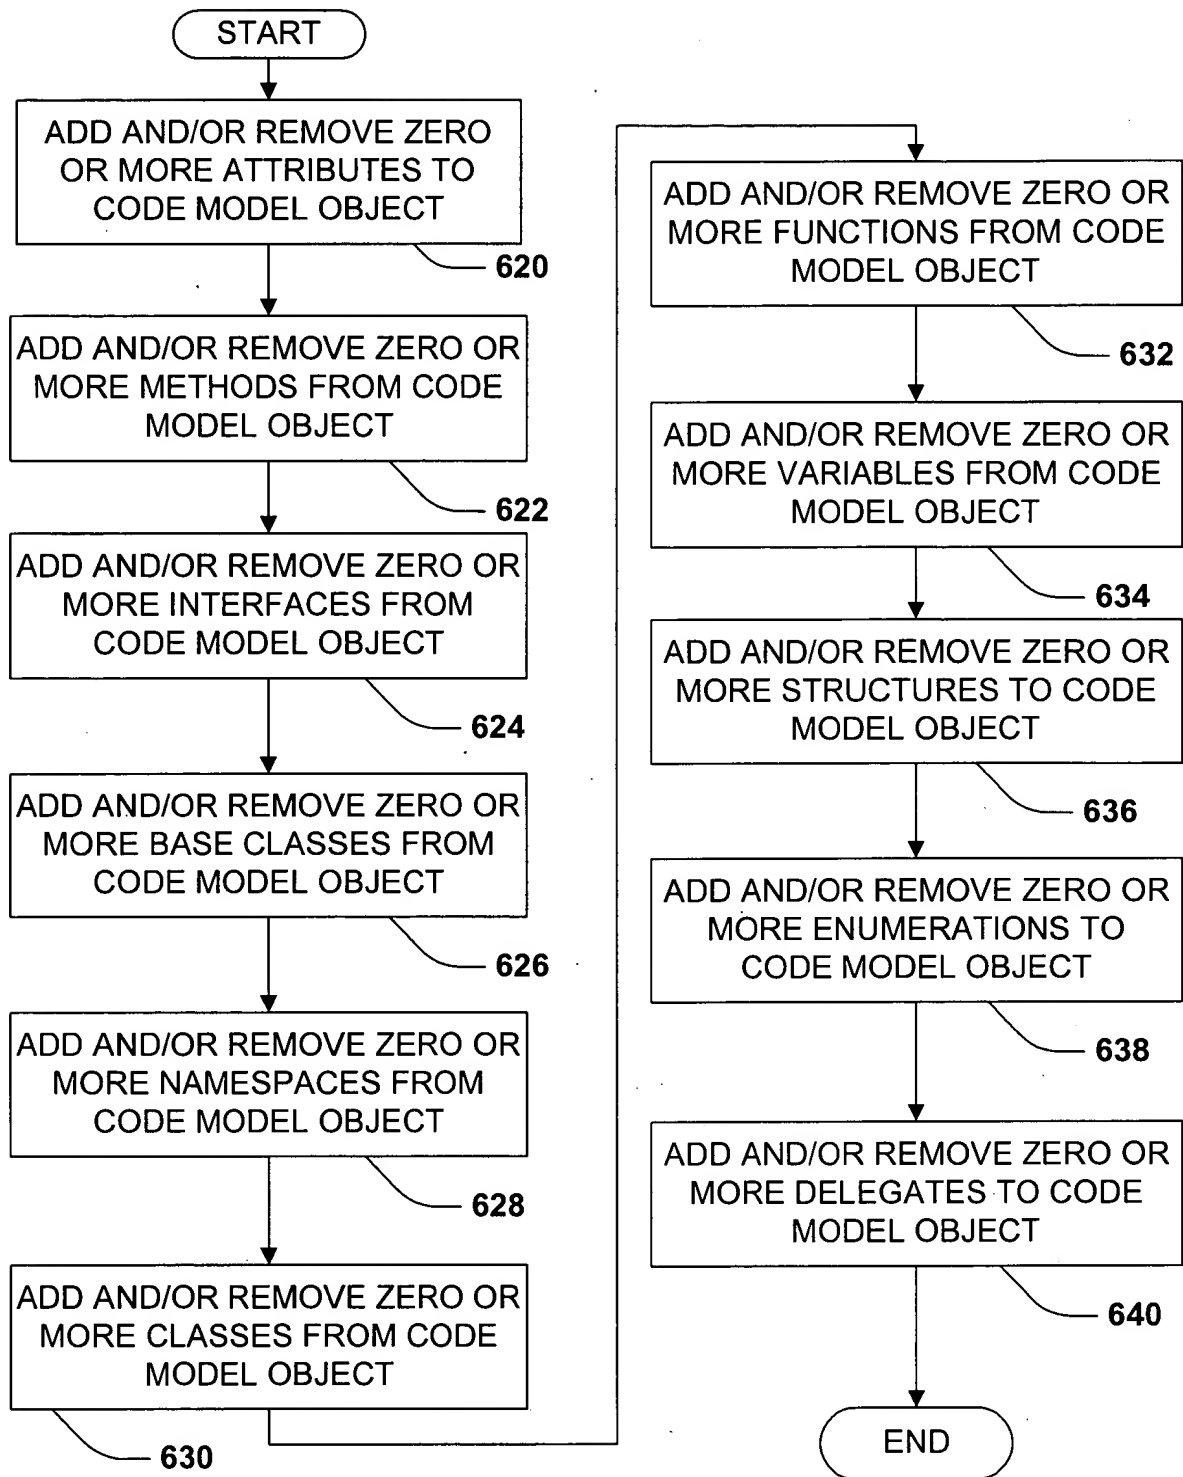 START
ADD AND/OR REMOVE ZERO
OR MORE ATTRIBUTES TO
CODE MODEL OBJECT
620
ADD AND/OR REMOVE ZERO OR
MORE METHODS FROM CODE
MODEL OBJECT
622
ADD AND/OR REMOVE ZERO OR
MORE INTERFACES FROM
CODE MODEL OBJECT
624
ADD AND/OR REMOVE ZERO OR
MORE BASE CLASSES FROM
CODE MODEL OBJECT
626
ADD AND/OR REMOVE ZERO OR
MORE NAMESPACES FROM
CODE MODEL OBJECT
628
ADD AND/OR REMOVE ZERO OR
MORE CLASSES FROM CODE
MODEL OBJECT
630
ADD AND/OR REMOVE ZERO OR
MORE FUNCTIONS FROM CODE
MODEL OBJECT
632
ADD AND/OR REMOVE ZERO OR
MORE VARIABLES FROM CODE
MODEL OBJECT
634
ADD AND/OR REMOVE ZERO OR
MORE STRUCTURES TO CODE
MODEL OBJECT
636
ADD AND/OR REMOVE ZERO OR
MORE ENUMERATIONS TO
CODE MODEL OBJECT
638
ADD AND/OR REMOVE ZERO OR
MORE DELEGATES TO CODE
MODEL OBJECT
640
END